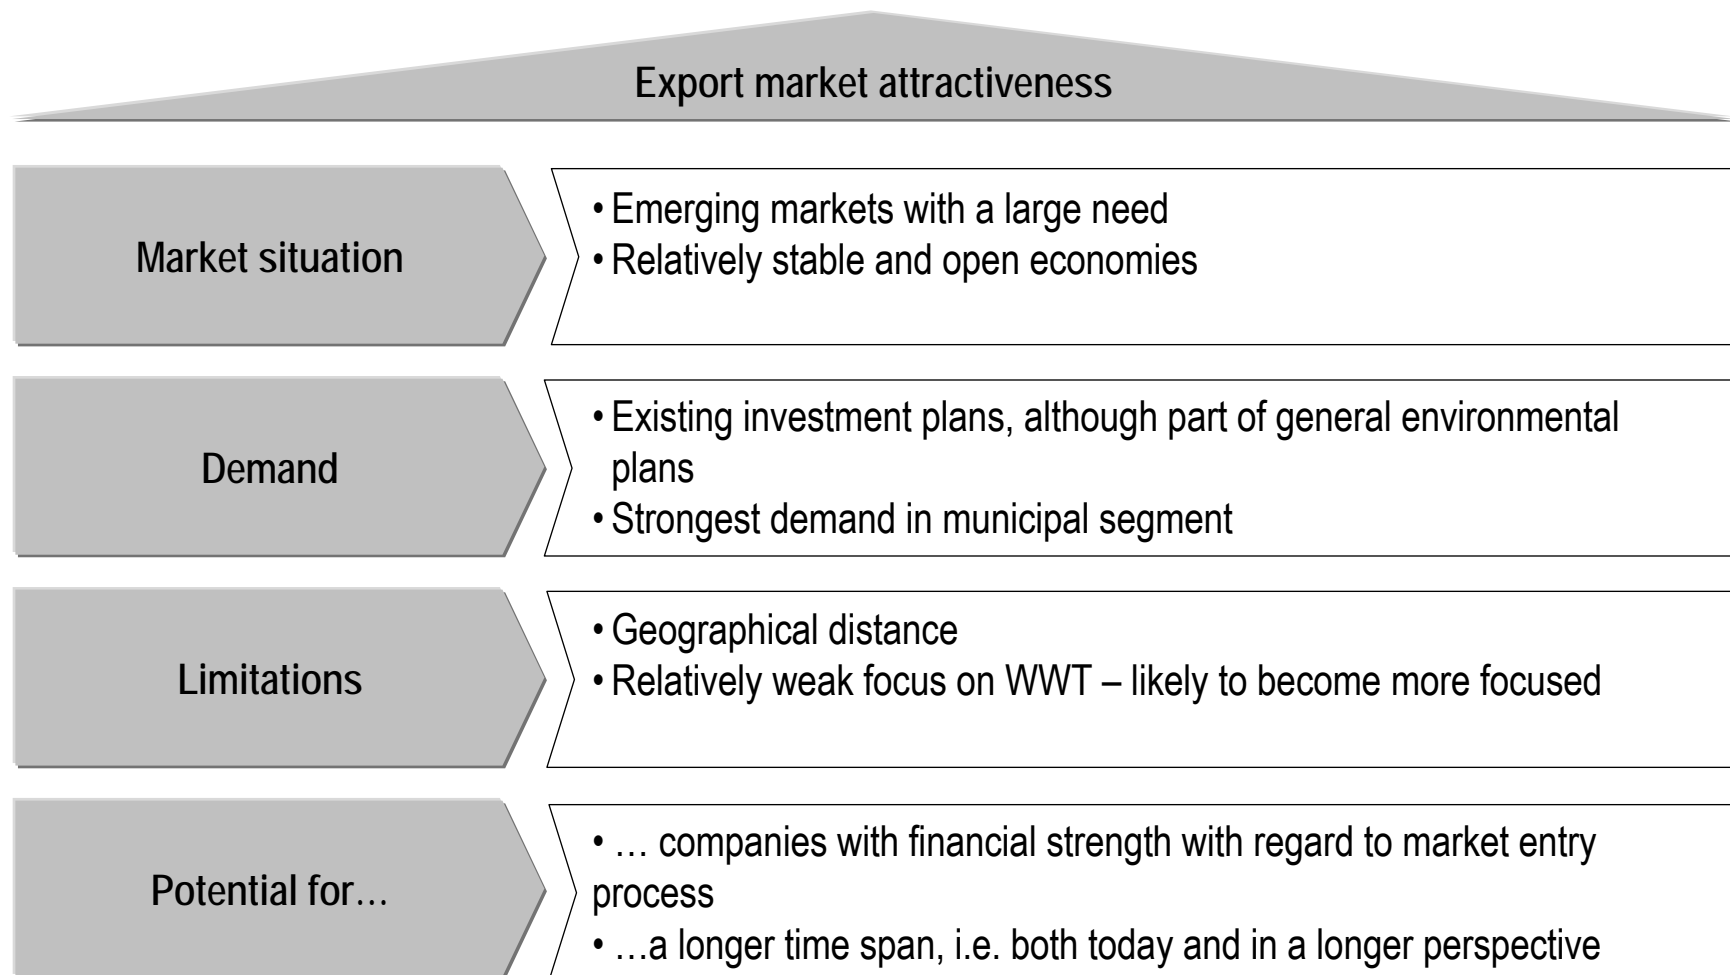 Export market attractiveness
Market situation
• Emerging markets with a large need
• Relatively stable and open economies
Demand
• Existing investment plans, although part of general environmental
plans
• Strongest demand in municipal segment
Limitations
• Geographical distance
• Relatively weak focus on WWT – likely to become more focused
Potential for…
• … companies with financial strength with regard to market entry
process
• …a longer time span, i.e. both today and in a longer perspective